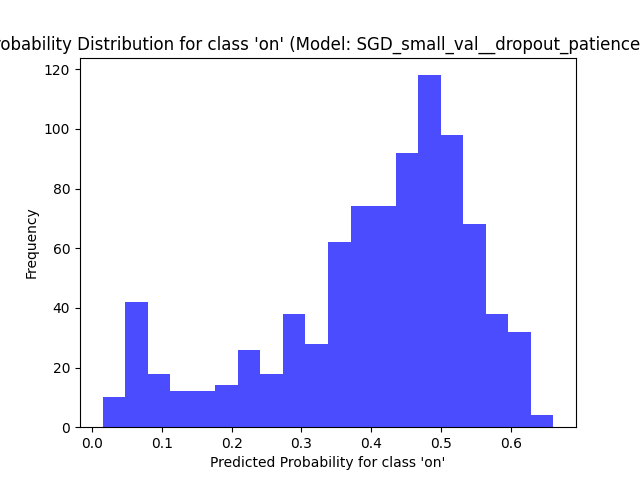 obability Distribution for class 'on' (Model: SGD_small_val__dropout_patience
120
100
80
60
40
20
0
Frequency
0.0 0.1 0.2 0.3 0.4 0.5 0.6
Predicted Probability for class 'on'